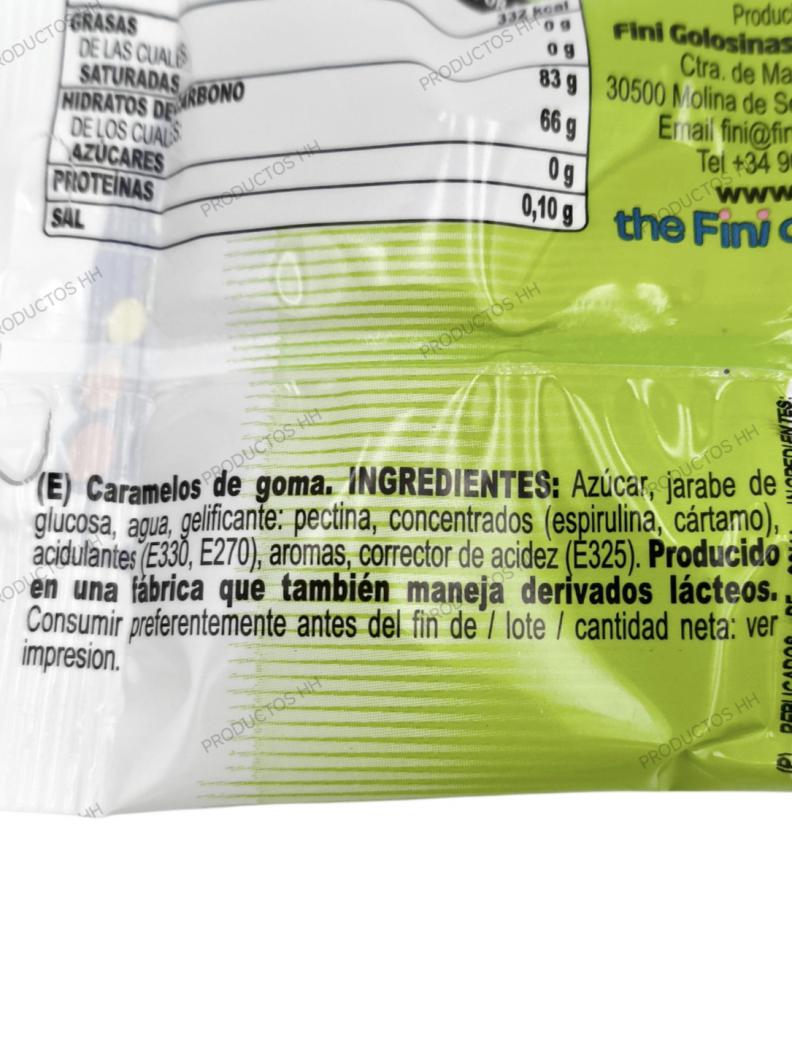 332 kcal
GRASAS 0 g
DE LAS CUALES
SATURADAS 0 g
HIDRATOS DE CARBONO 83 g
DE LOS CUALES
AZÚCARES 66 g
PROTEÍNAS 0 g
SAL 0,10 g
Produc
Fini Golosinas
Ctra. de Ma
30500 Molina de Se
Email fini@fin
Tel +34 9
www
the Fini c
(E) Caramelos de goma. INGREDIENTES: Azúcar, jarabe de
glucosa, agua, gelificante: pectina, concentrados (espirulina, cártamo),
acidulantes (E330, E270), aromas, corrector de acidez (E325). Producido
en una fábrica que también maneja derivados lácteos.
Consumir preferentemente antes del fin de / lote / cantidad neta: ver
impresion.
PRODUCTOS HH